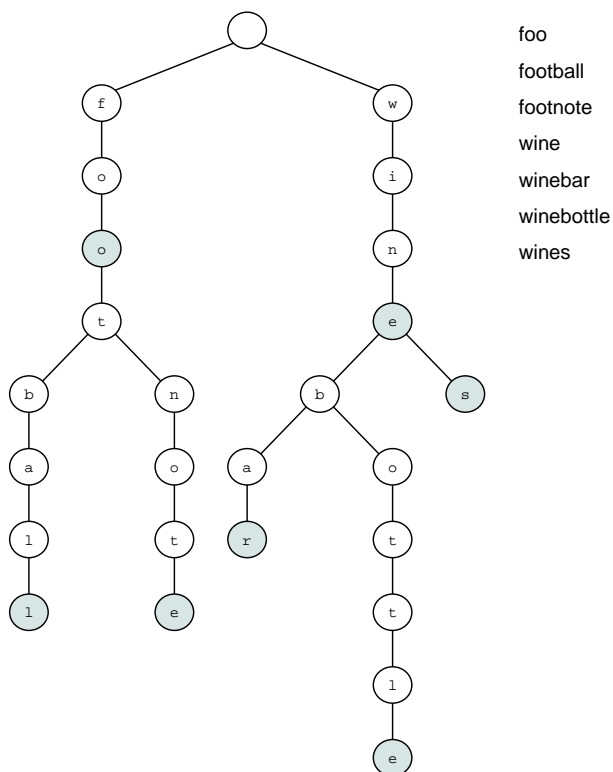 foo
football
footnote
wine
winebar
winebottle
wines
f w
o i
o n
t e
b n b s
a o a o
l t r t
l e t
l
e